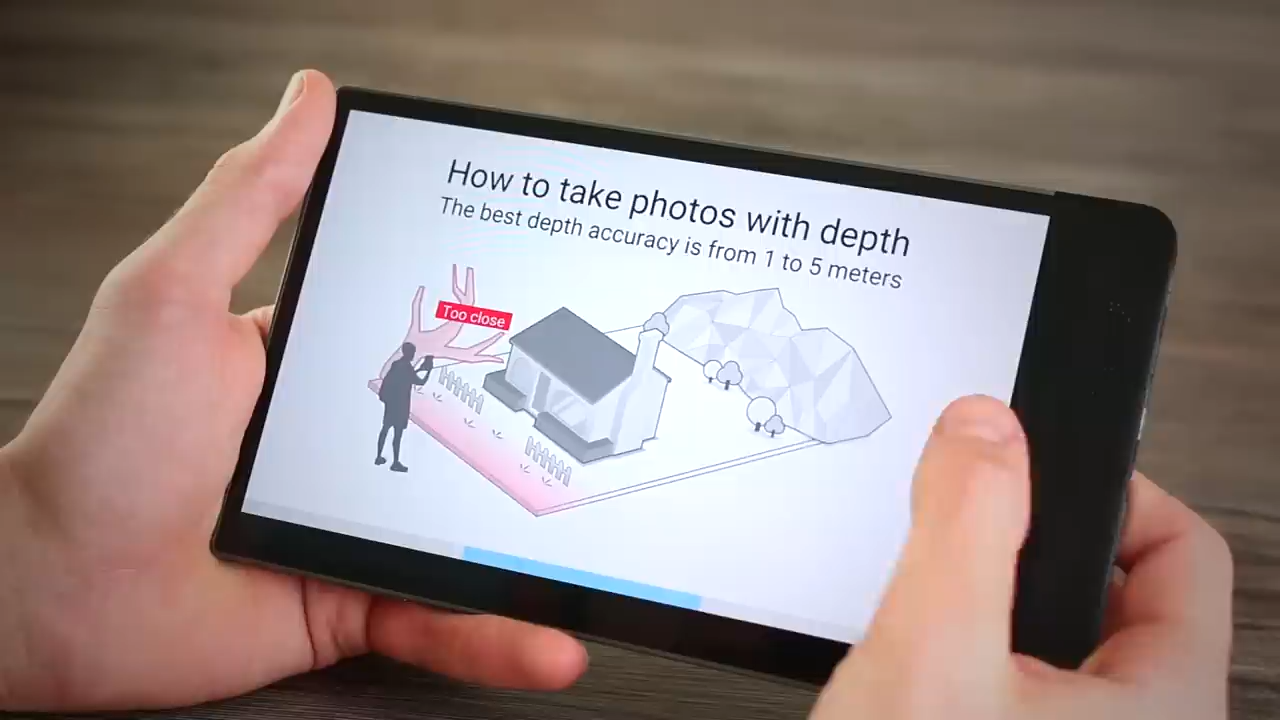 How to take photos with depth
The best depth accuracy is from 1 to 5 meters
Too close